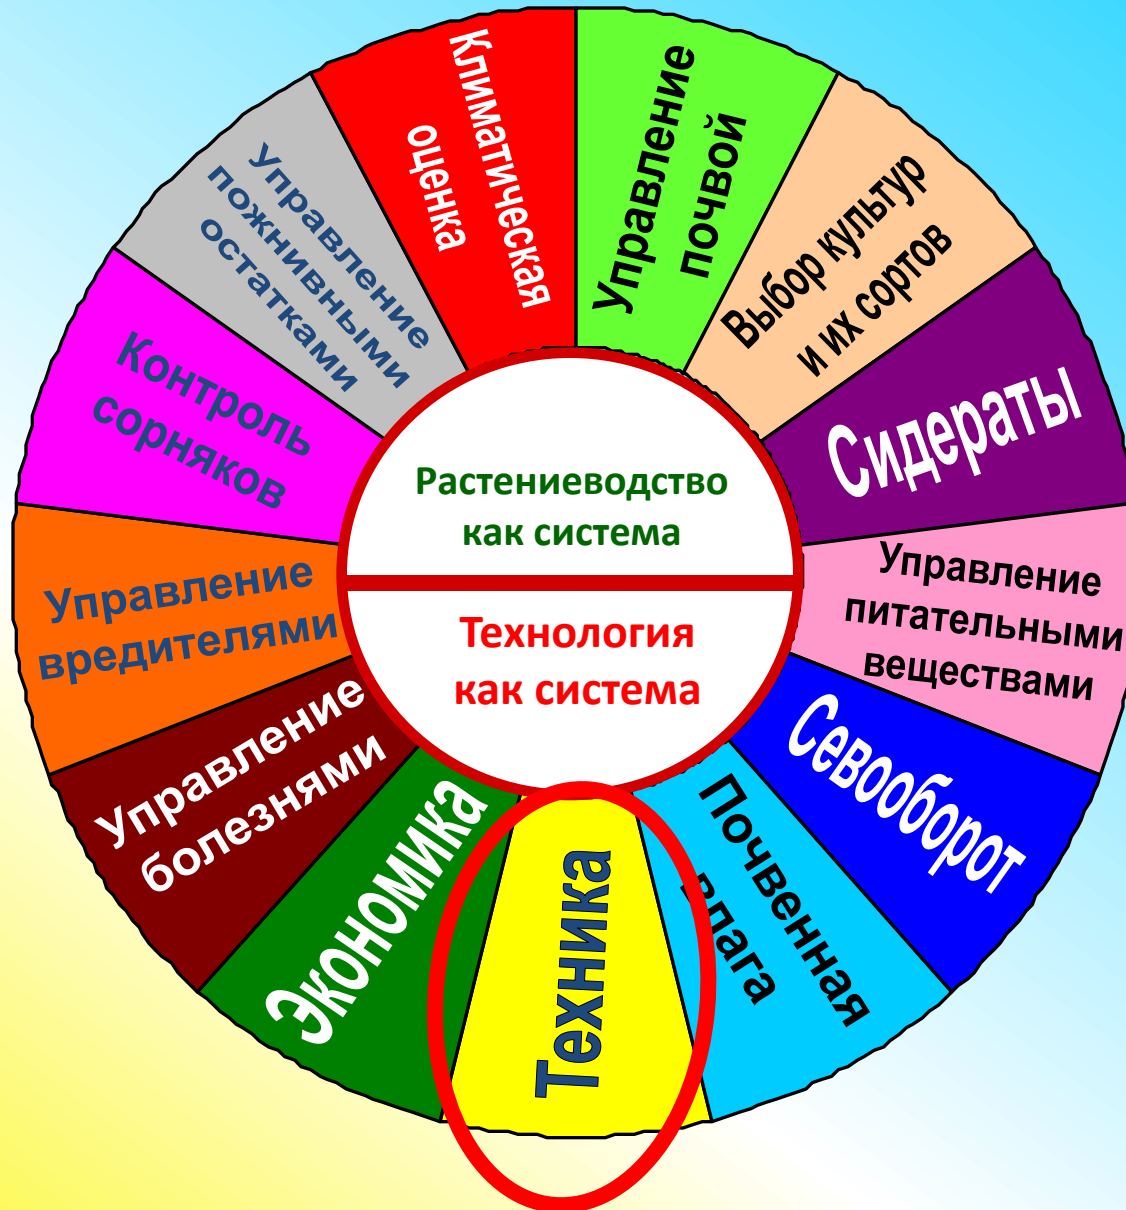 Климатическая
оценка
Управление
почвой
Выбор культур
и их сортов
Сидераты
Управление
питательными
веществами
Севооборот
Почвенная
влага
Техника
Экономика
Управление
болезнями
Управление
вредителями
Контроль
сорняков
Управление
пожнивными
остатками
Растениеводство
как система
Технология
как система